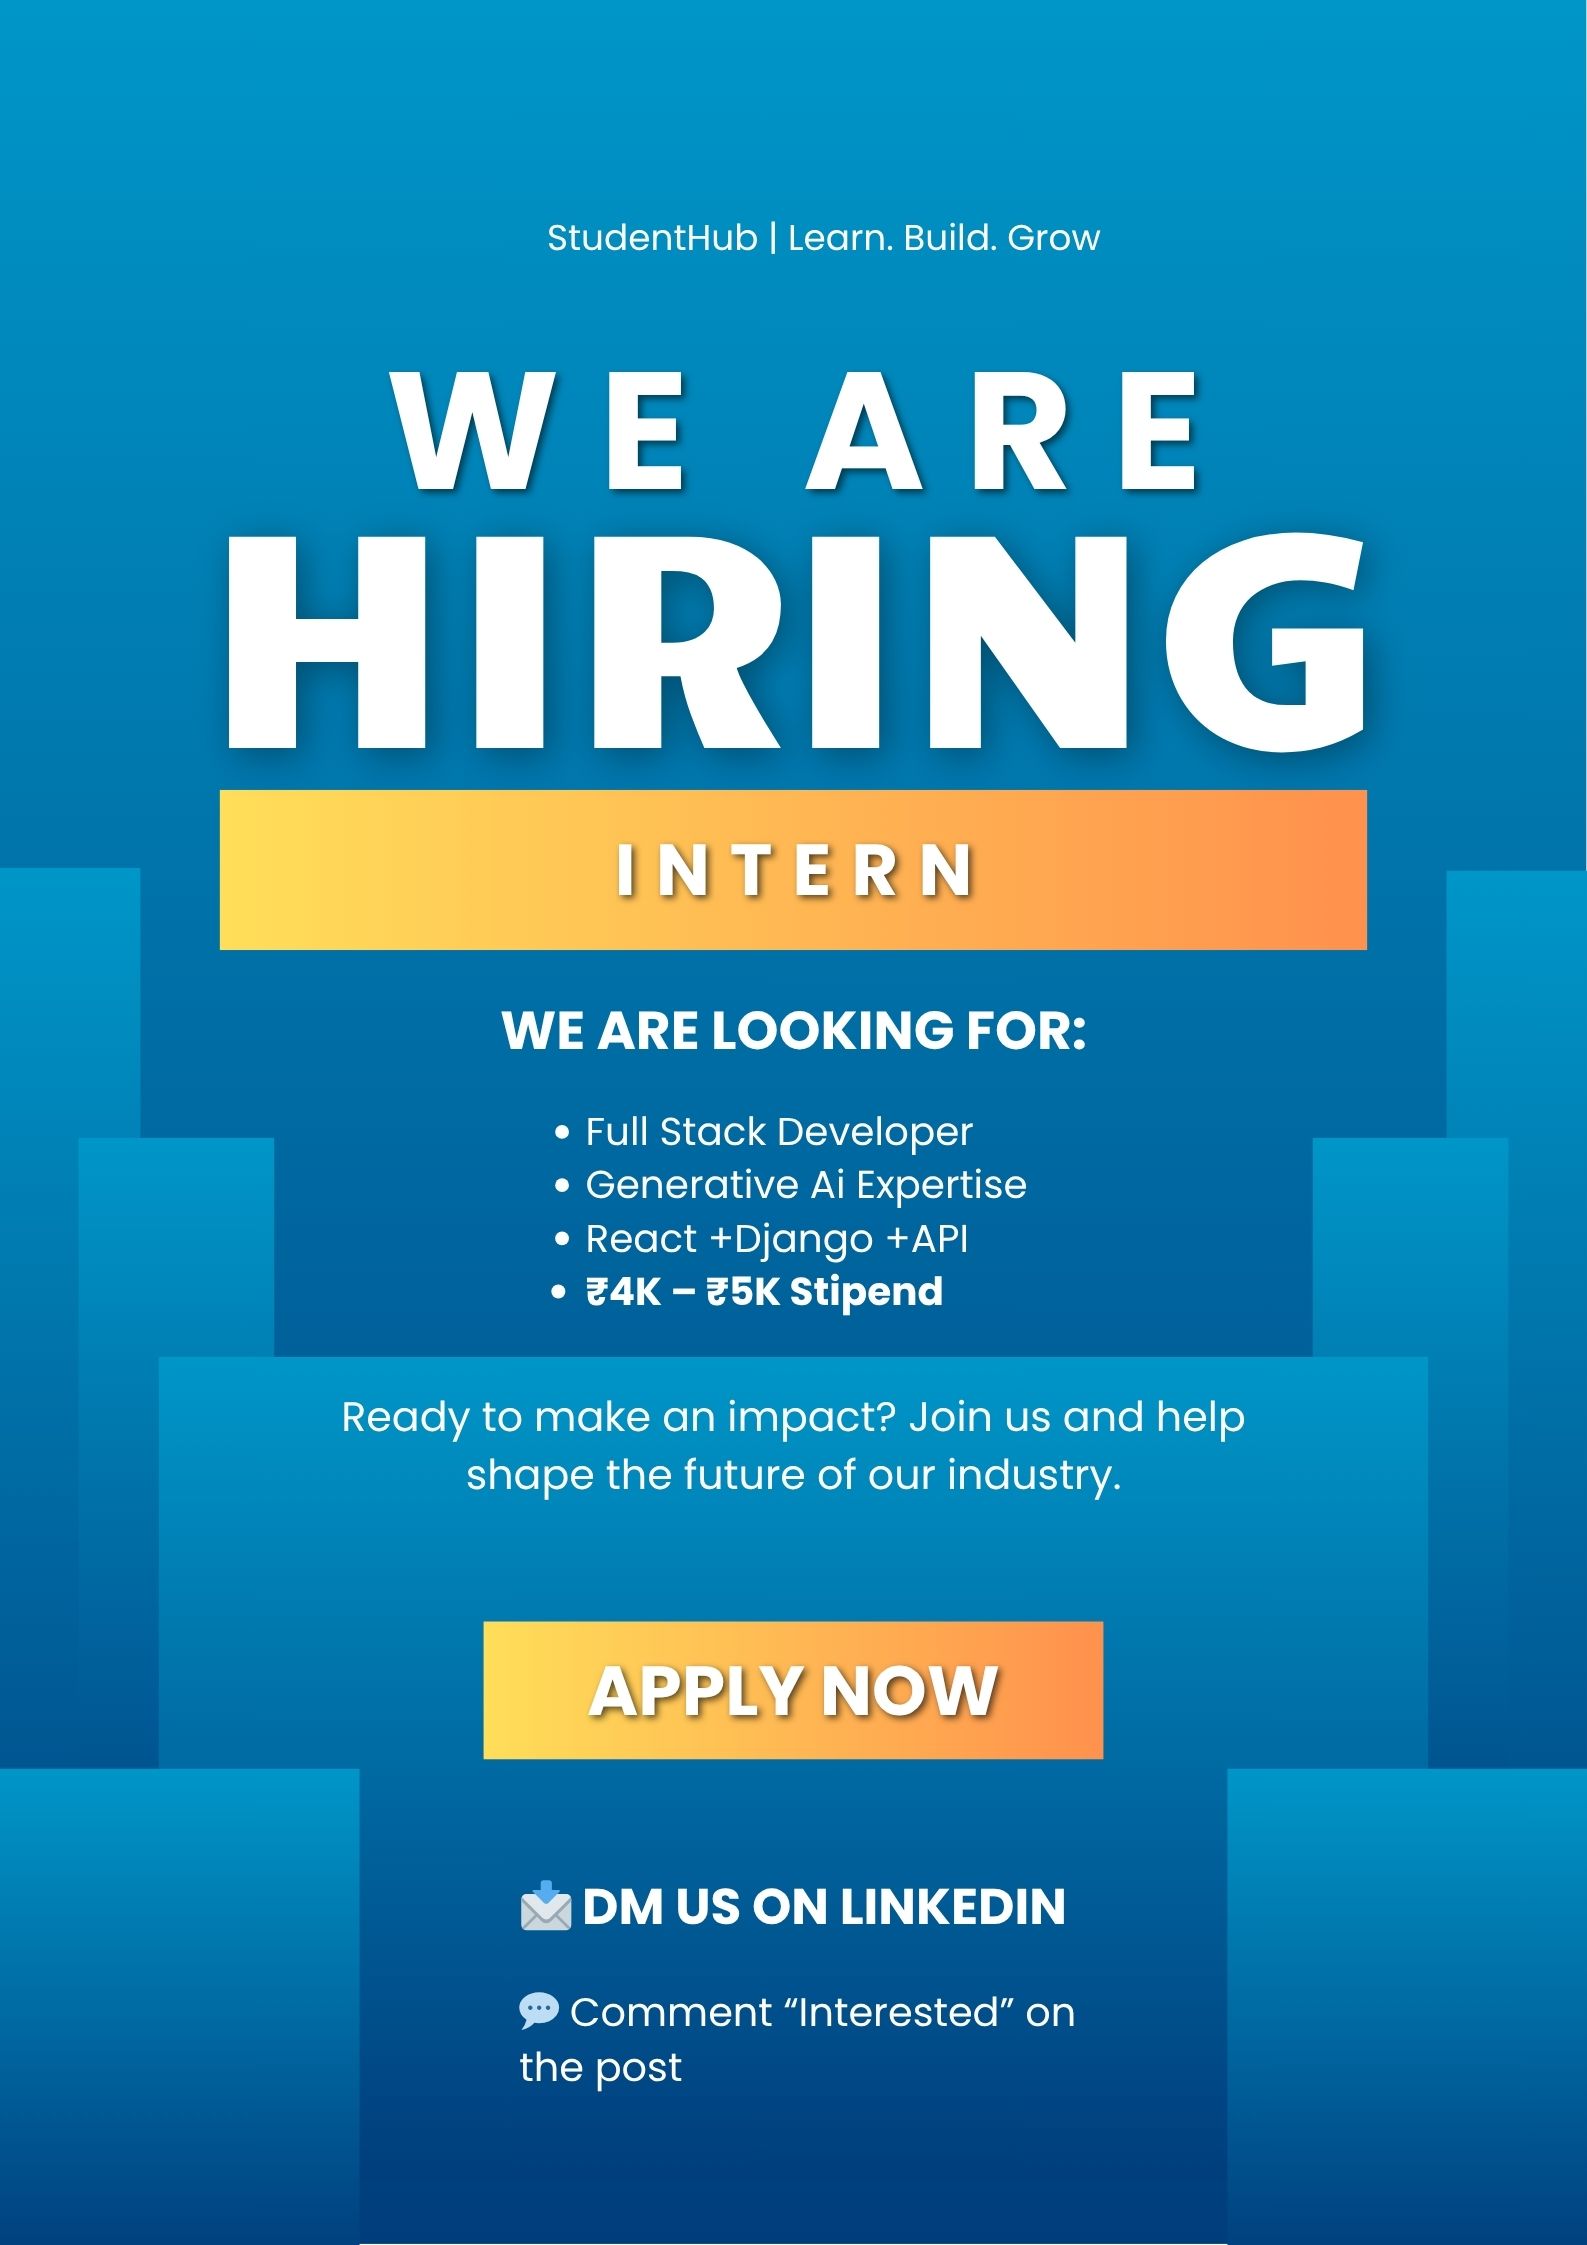 StudentHub | Learn. Build. Grow
WE ARE
HIRING
INTERN
WE ARE LOOKING FOR:
• Full Stack Developer
• Generative Ai Expertise
• React +Django +API
• ₹4K – ₹5K Stipend
Ready to make an impact? Join us and help
shape the future of our industry.
APPLY NOW
📩 DM US ON LINKEDIN
💬 Comment “Interested” on
the post